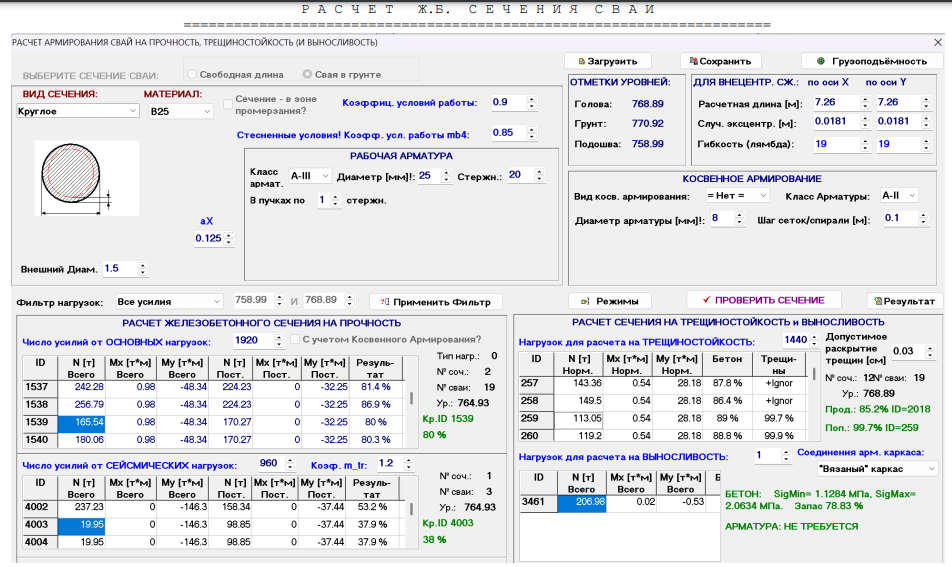 Р А С Ч Е Т Ж.Б. С Е Ч Е Н И Я С В А И
========================================================================
РАСЧЕТ АРМИРОВАНИЯ СВАЙ НА ПРОЧНОСТЬ, ТРЕЩИНОСТОЙКОСТЬ (И ВЫНОСЛИВОСТЬ)
ВЫБЕРИТЕ СЕЧЕНИЕ СВАИ: Свободная длина Свая в грунте
Загрузить Сохранить Грузоподъёмность
ВИД СЕЧЕНИЯ: МАТЕРИАЛ:
Круглое В25
Сечение - в зоне промерзания?
Коэффиц. условий работы: 0.9
Стесненные условия! Коэфф. усл. работы mb4: 0.85
РАБОЧАЯ АРМАТУРА
Класс армат. A-III Диаметр [мм]!: 25 Стержн.: 20
В пучках по 1 стержн.
aX
0.125
Внешний Диам. 1.5
ОТМЕТКИ УРОВНЕЙ:
Голова: 768.89
Грунт: 770.92
Подошва: 758.99
ДЛЯ ВНЕЦЕНТР. СЖ.: по оси X по оси Y
Расчетная длина [м]: 7.26 7.26
Случ. эксцентр. [м]: 0.0181 0.0181
Гибкость (лямбда): 19 19
КОСВЕННОЕ АРМИРОВАНИЕ
Вид косв. армирования: = Нет = Класс Арматуры: A-II
Диаметр арматуры [мм]!: 8 Шаг сеток/спирали [м]: 0.1
Фильтр нагрузок: Все усилия 758.99 И 768.89 Применить Фильтр
Режимы ПРОВЕРИТЬ СЕЧЕНИЕ Результат
РАСЧЕТ ЖЕЛЕЗОБЕТОННОГО СЕЧЕНИЯ НА ПРОЧНОСТЬ
Число усилий от ОСНОВНЫХ нагрузок: 1920 С учетом Косвенного Армирования?
ID N [т] Mx [т*м] My [т*м] N [т] Mx [т*м] My [т*м] Резуль-
Всего Всего Всего Пост. Пост. Пост. тат
1537 242.28 0.98 -48.34 224.23 0 -32.25 81.4 %
1538 256.79 0.98 -48.34 224.23 0 -32.25 86.9 %
1539 165.54 0.98 -48.34 170.27 0 -32.25 80 %
1540 180.06 0.98 -48.34 170.27 0 -32.25 80.3 %
Тип нагр.: 0
№ соч.: 2
№ сваи: 19
Ур.: 764.93
Кр.ID 1539
80 %
Число усилий от СЕЙСМИЧЕСКИХ нагрузок: 960 Коэф. m_tr: 1.2
ID N [т] Mx [т*м] My [т*м] N [т] Mx [т*м] My [т*м] Резуль-
Всего Всего Всего Пост. Пост. Пост. тат
4002 237.23 0 -146.3 158.34 0 -37.44 53.2 %
4003 19.95 0 -146.3 98.85 0 -37.44 37.9 %
4004 19.95 0 -146.3 98.85 0 -37.44 37.9 %
№ соч.: 1
№ сваи: 3
Ур.: 764.93
Кр.ID 4003
38 %
РАСЧЕТ СЕЧЕНИЯ НА ТРЕЩИНОСТОЙКОСТЬ и ВЫНОСЛИВОСТЬ
Нагрузок для расчета на ТРЕЩИНОСТОЙКОСТЬ: 1440
ID N [т] Mx [т*м] My [т*м] Бетон Трещи-
Норм. Норм. Норм. ны
257 143.36 0.54 28.18 87.8 % +Ignor
258 149.5 0.54 28.18 86.4 % +Ignor
259 113.05 0.54 28.18 89 % 99.7 %
260 119.2 0.54 28.18 88.8 % 99.9 %
Допустимое
раскрытие
трещин [см] 0.03
№ соч.: 12 № сваи: 19
Ур.: 768.89
Прод.: 85.2% ID=2018
Поп.: 99.7% ID=259
Нагрузок для расчета на ВЫНОСЛИВОСТЬ: 1
Соединения арм. каркаса:
"Вязаный" каркас
ID N [т] Mx [т*м] My [т*м] Б
Всего Всего Всего
3461 206.98 0.02 -0.53
БЕТОН: SigMin= 1.1284 МПа, SigMax=
2.0634 МПа. Запас 78.83 %
АРМАТУРА: НЕ ТРЕБУЕТСЯ